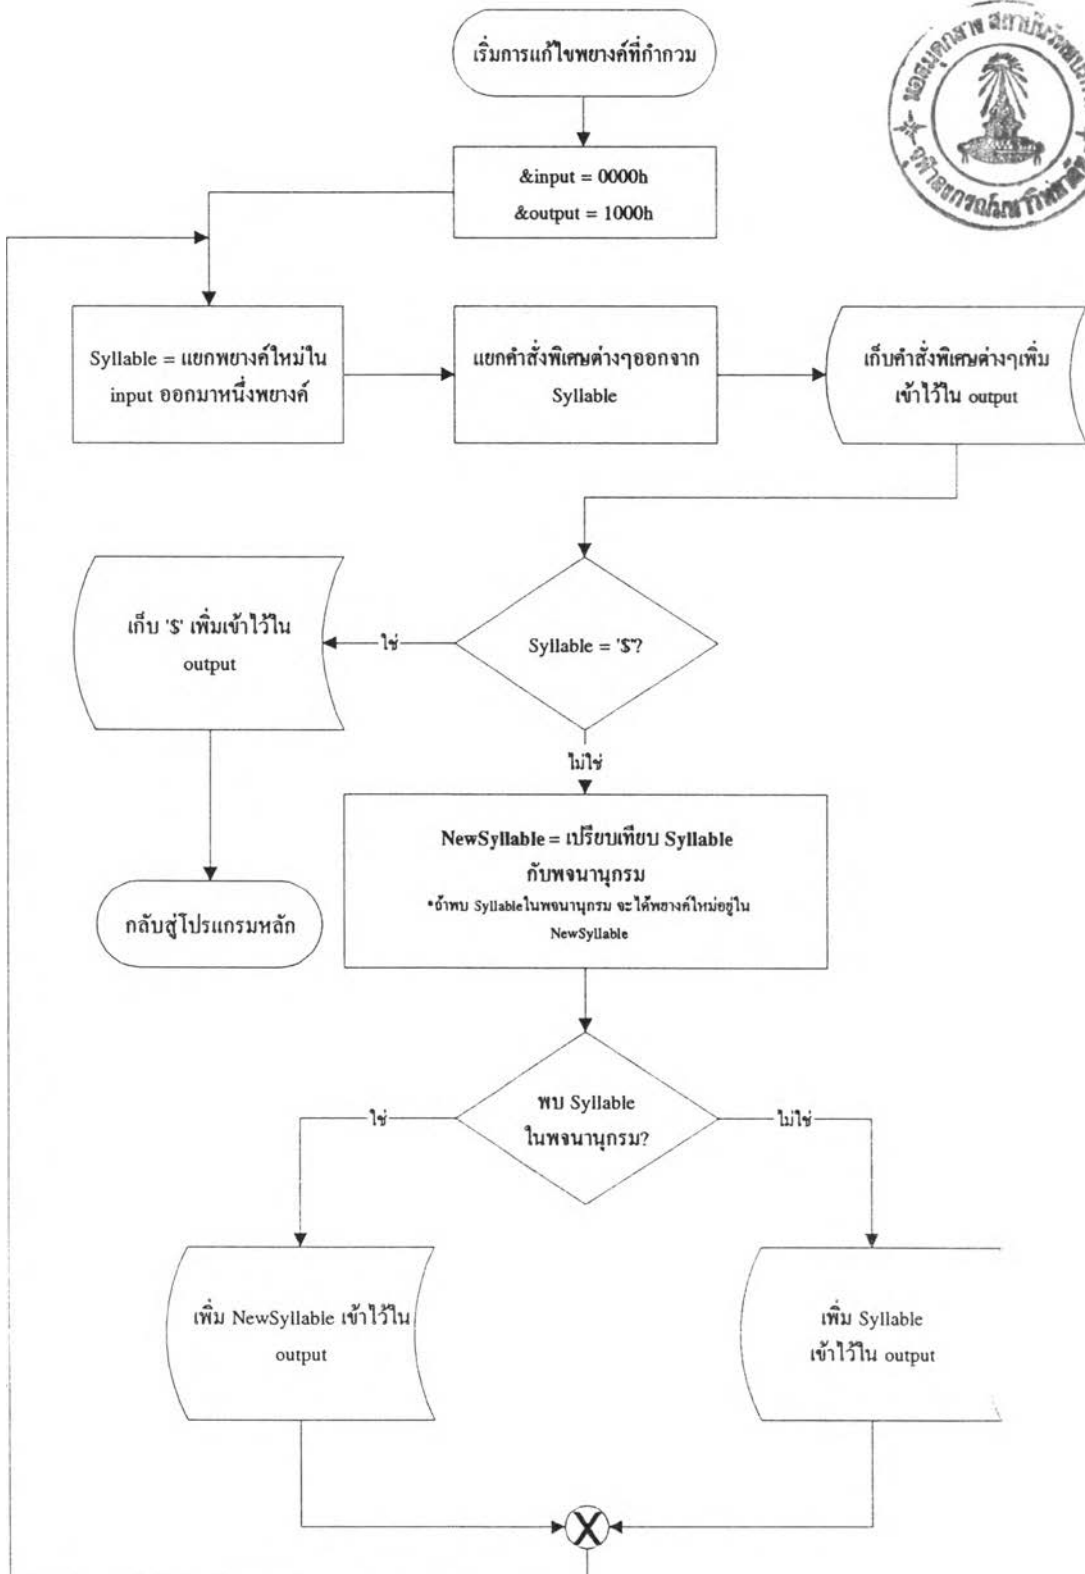 เริ่มการแก้ไขพยางค์ที่กำกวม
&input = 0000h
&output = 1000h
Syllable = แยกพยางค์ใหม่ใน
input ออกมาหนึ่งพยางค์
แยกคำสั่งพิเศษต่างๆออกจาก
Syllable
เก็บคำสั่งพิเศษต่างๆเพิ่ม
เข้าไว้ใน output
เก็บ '$' เพิ่มเข้าไว้ใน
output
ใช่
Syllable = '$'?
ไม่ใช่
กลับสู่โปรแกรมหลัก
NewSyllable = เปรียบเทียบ Syllable
กับพจนานุกรม
*ถ้าพบ Syllable ในพจนานุกรม จะได้พยางค์ใหม่อยู่ใน
NewSyllable
พบ Syllable
ในพจนานุกรม?
ใช่
ไม่ใช่
เพิ่ม NewSyllable เข้าไว้ใน
output
เพิ่ม Syllable
เข้าไว้ใน output
X